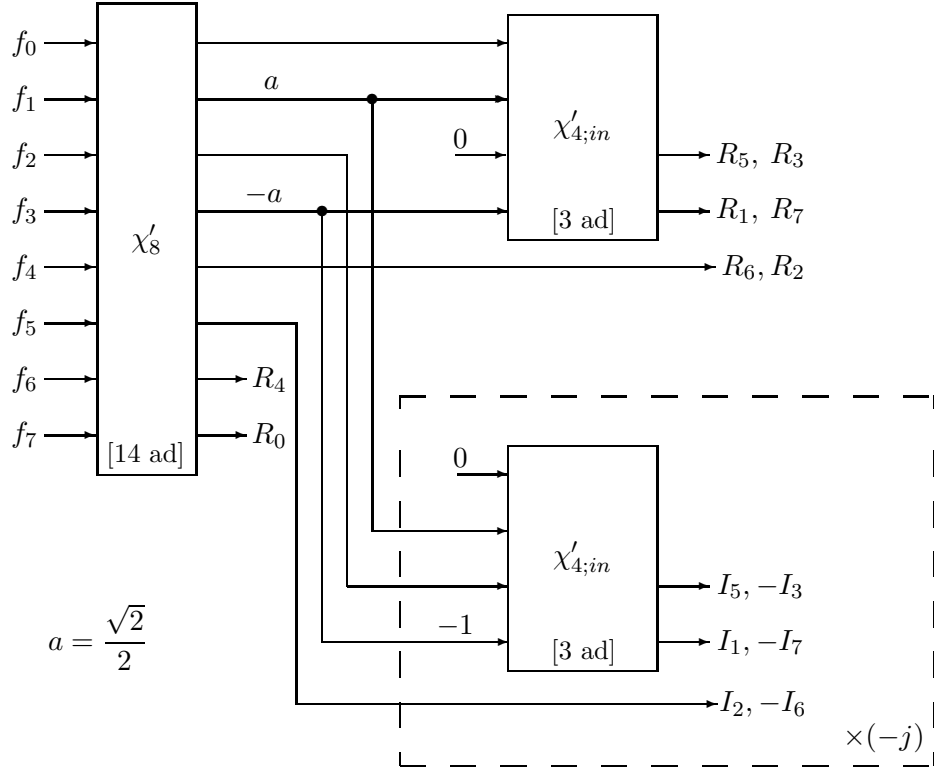 f₀
f₁
f₂
f₃
f₄
f₅
f₆
f₇
χ′₈
[14 ad]
a
−a
0
χ′₄;ᵢₙ
[3 ad]
R₅, R₃
R₁, R₇
R₆, R₂
R₄
R₀
0
−1
χ′₄;ᵢₙ
[3 ad]
I₅, −I₃
I₁, −I₇
I₂, −I₆
×(−j)
a = √2/2